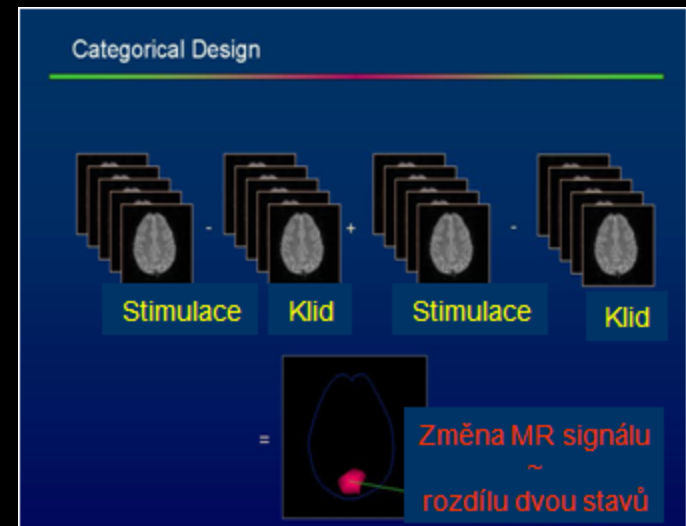 Categorical Design
- + -
Stimulace Klid Stimulace Klid
=
Změna MR signálu
~
rozdílu dvou stavů